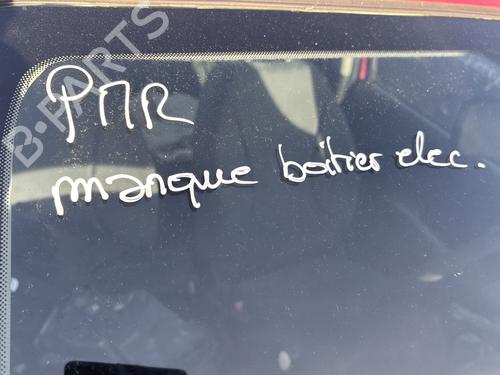 PMR
manque boitier elec.
B-PARTS